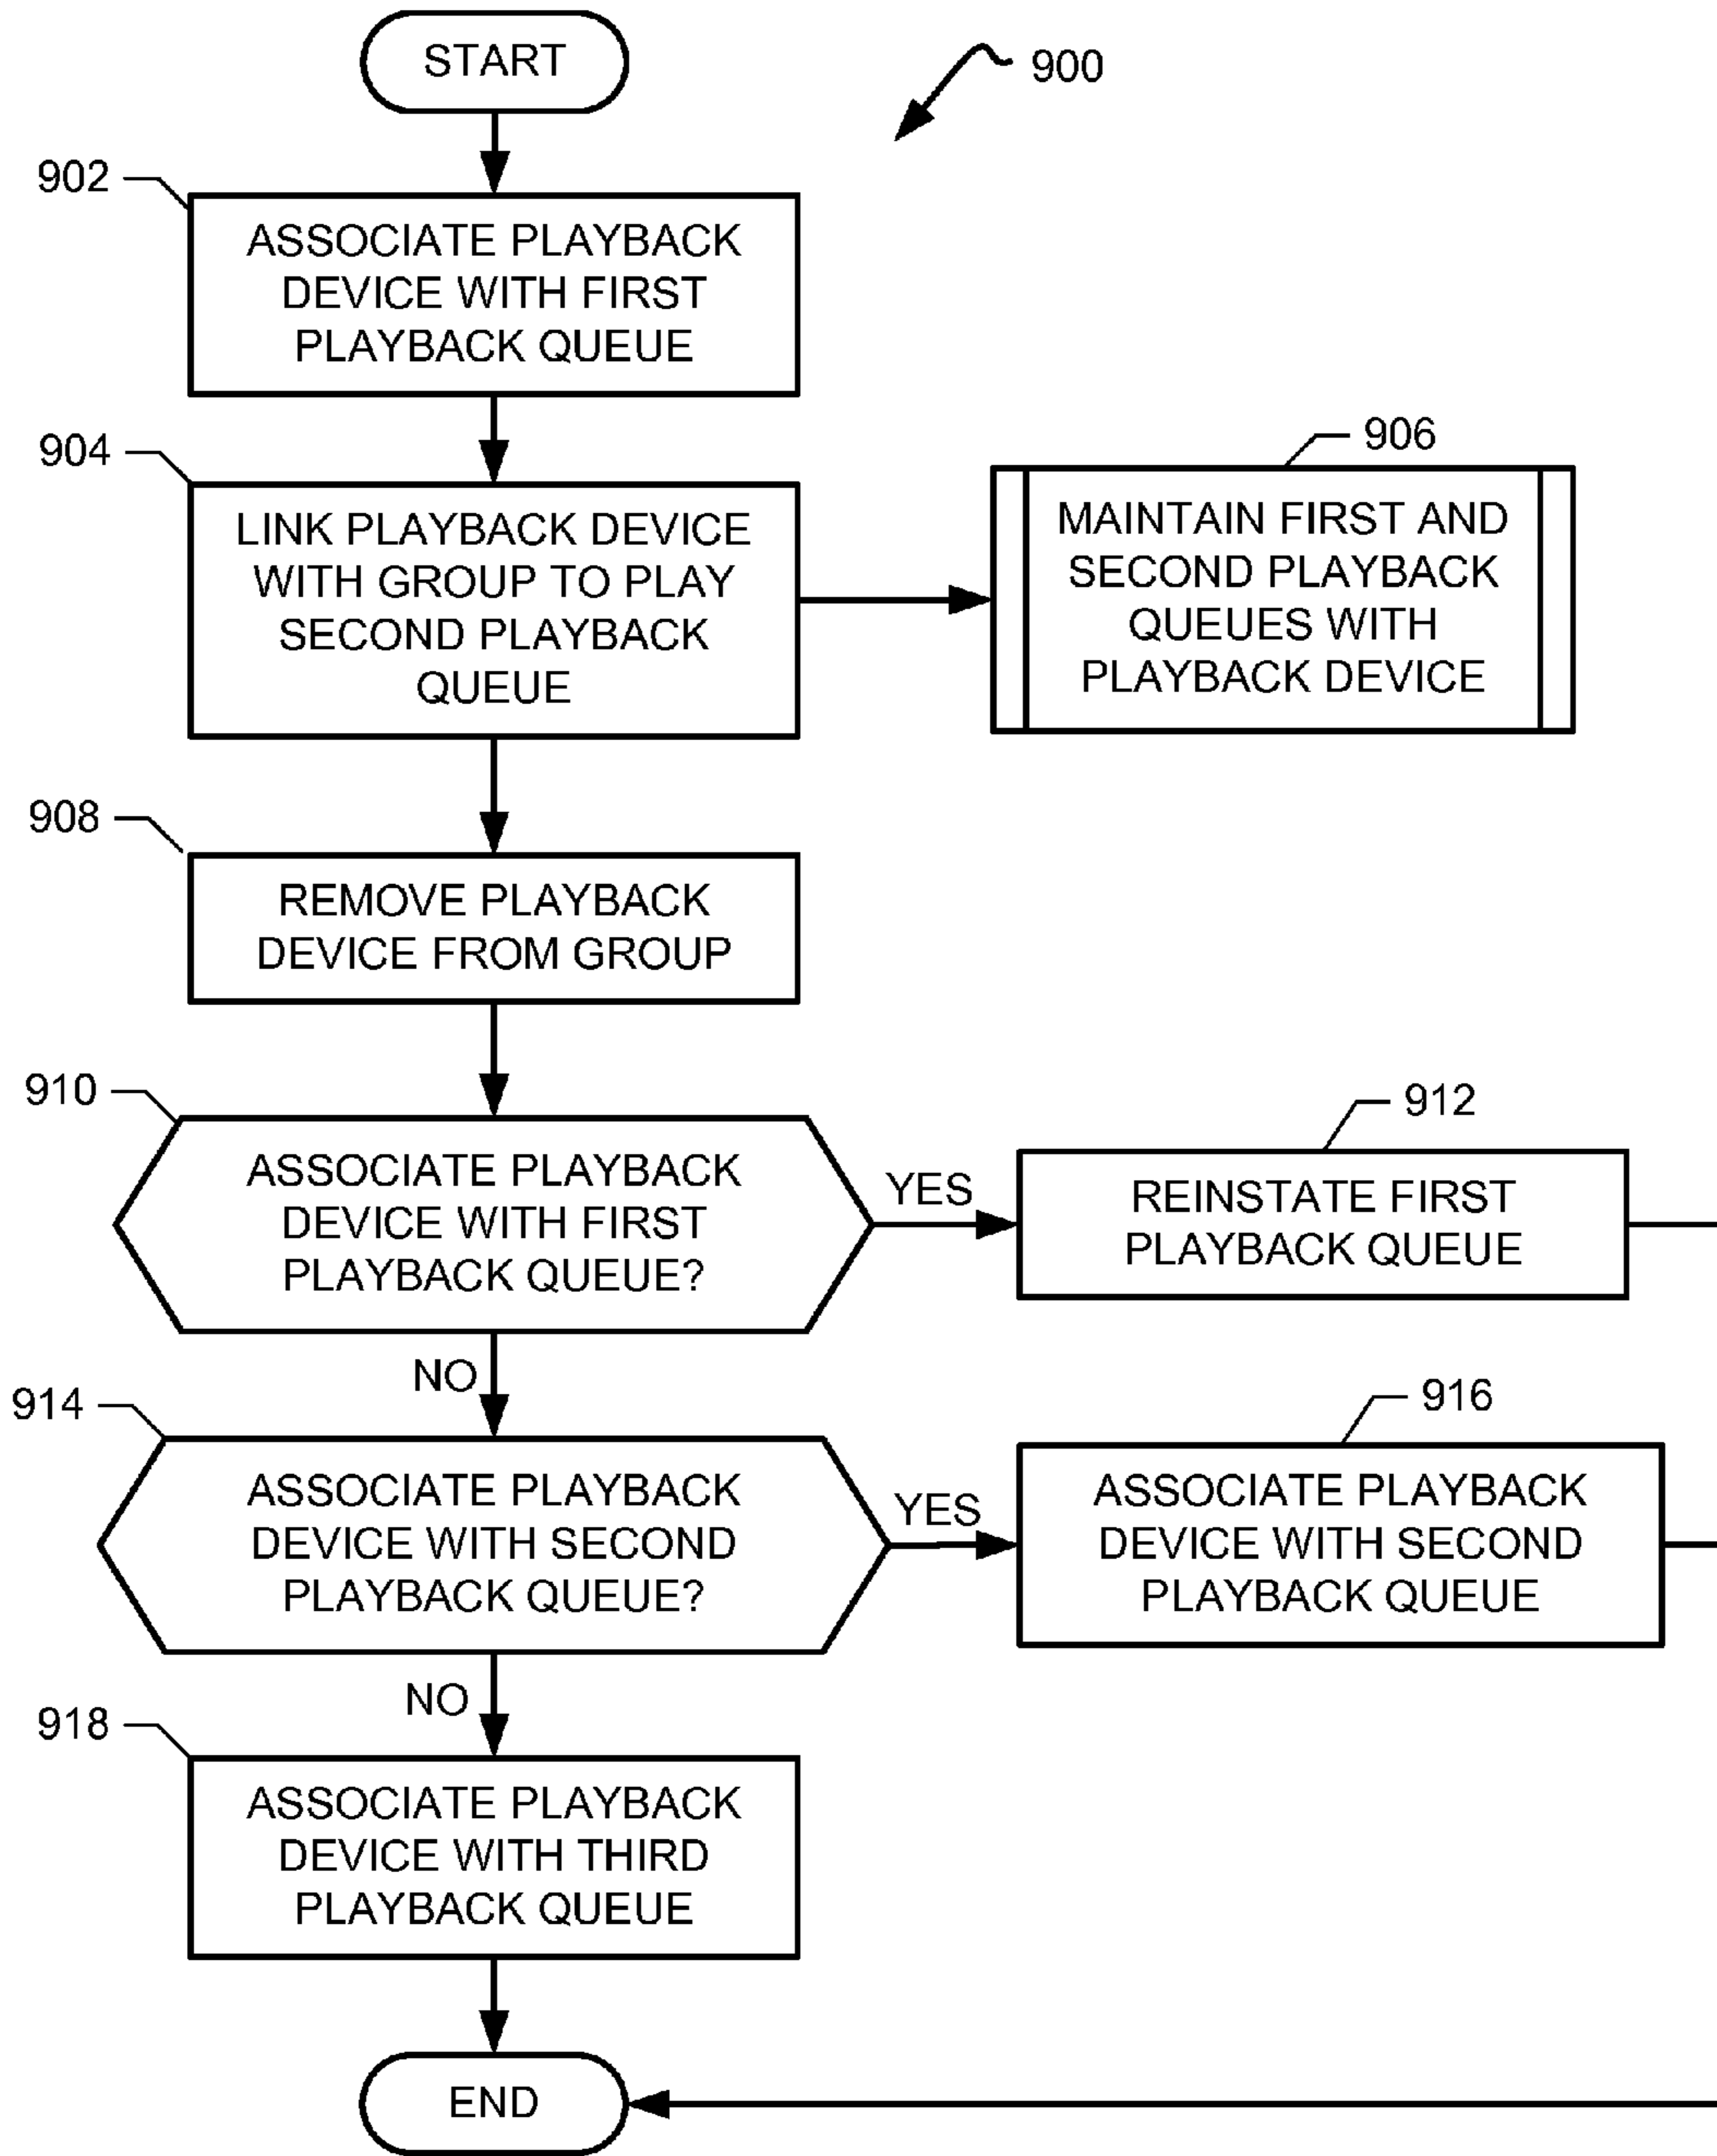 START
900
902
ASSOCIATE PLAYBACK
DEVICE WITH FIRST
PLAYBACK QUEUE
904
LINK PLAYBACK DEVICE
WITH GROUP TO PLAY
SECOND PLAYBACK
QUEUE
906
MAINTAIN FIRST AND
SECOND PLAYBACK
QUEUES WITH
PLAYBACK DEVICE
908
REMOVE PLAYBACK
DEVICE FROM GROUP
910
ASSOCIATE PLAYBACK
DEVICE WITH FIRST
PLAYBACK QUEUE?
YES
912
REINSTATE FIRST
PLAYBACK QUEUE
NO
914
ASSOCIATE PLAYBACK
DEVICE WITH SECOND
PLAYBACK QUEUE?
YES
916
ASSOCIATE PLAYBACK
DEVICE WITH SECOND
PLAYBACK QUEUE
NO
918
ASSOCIATE PLAYBACK
DEVICE WITH THIRD
PLAYBACK QUEUE
END